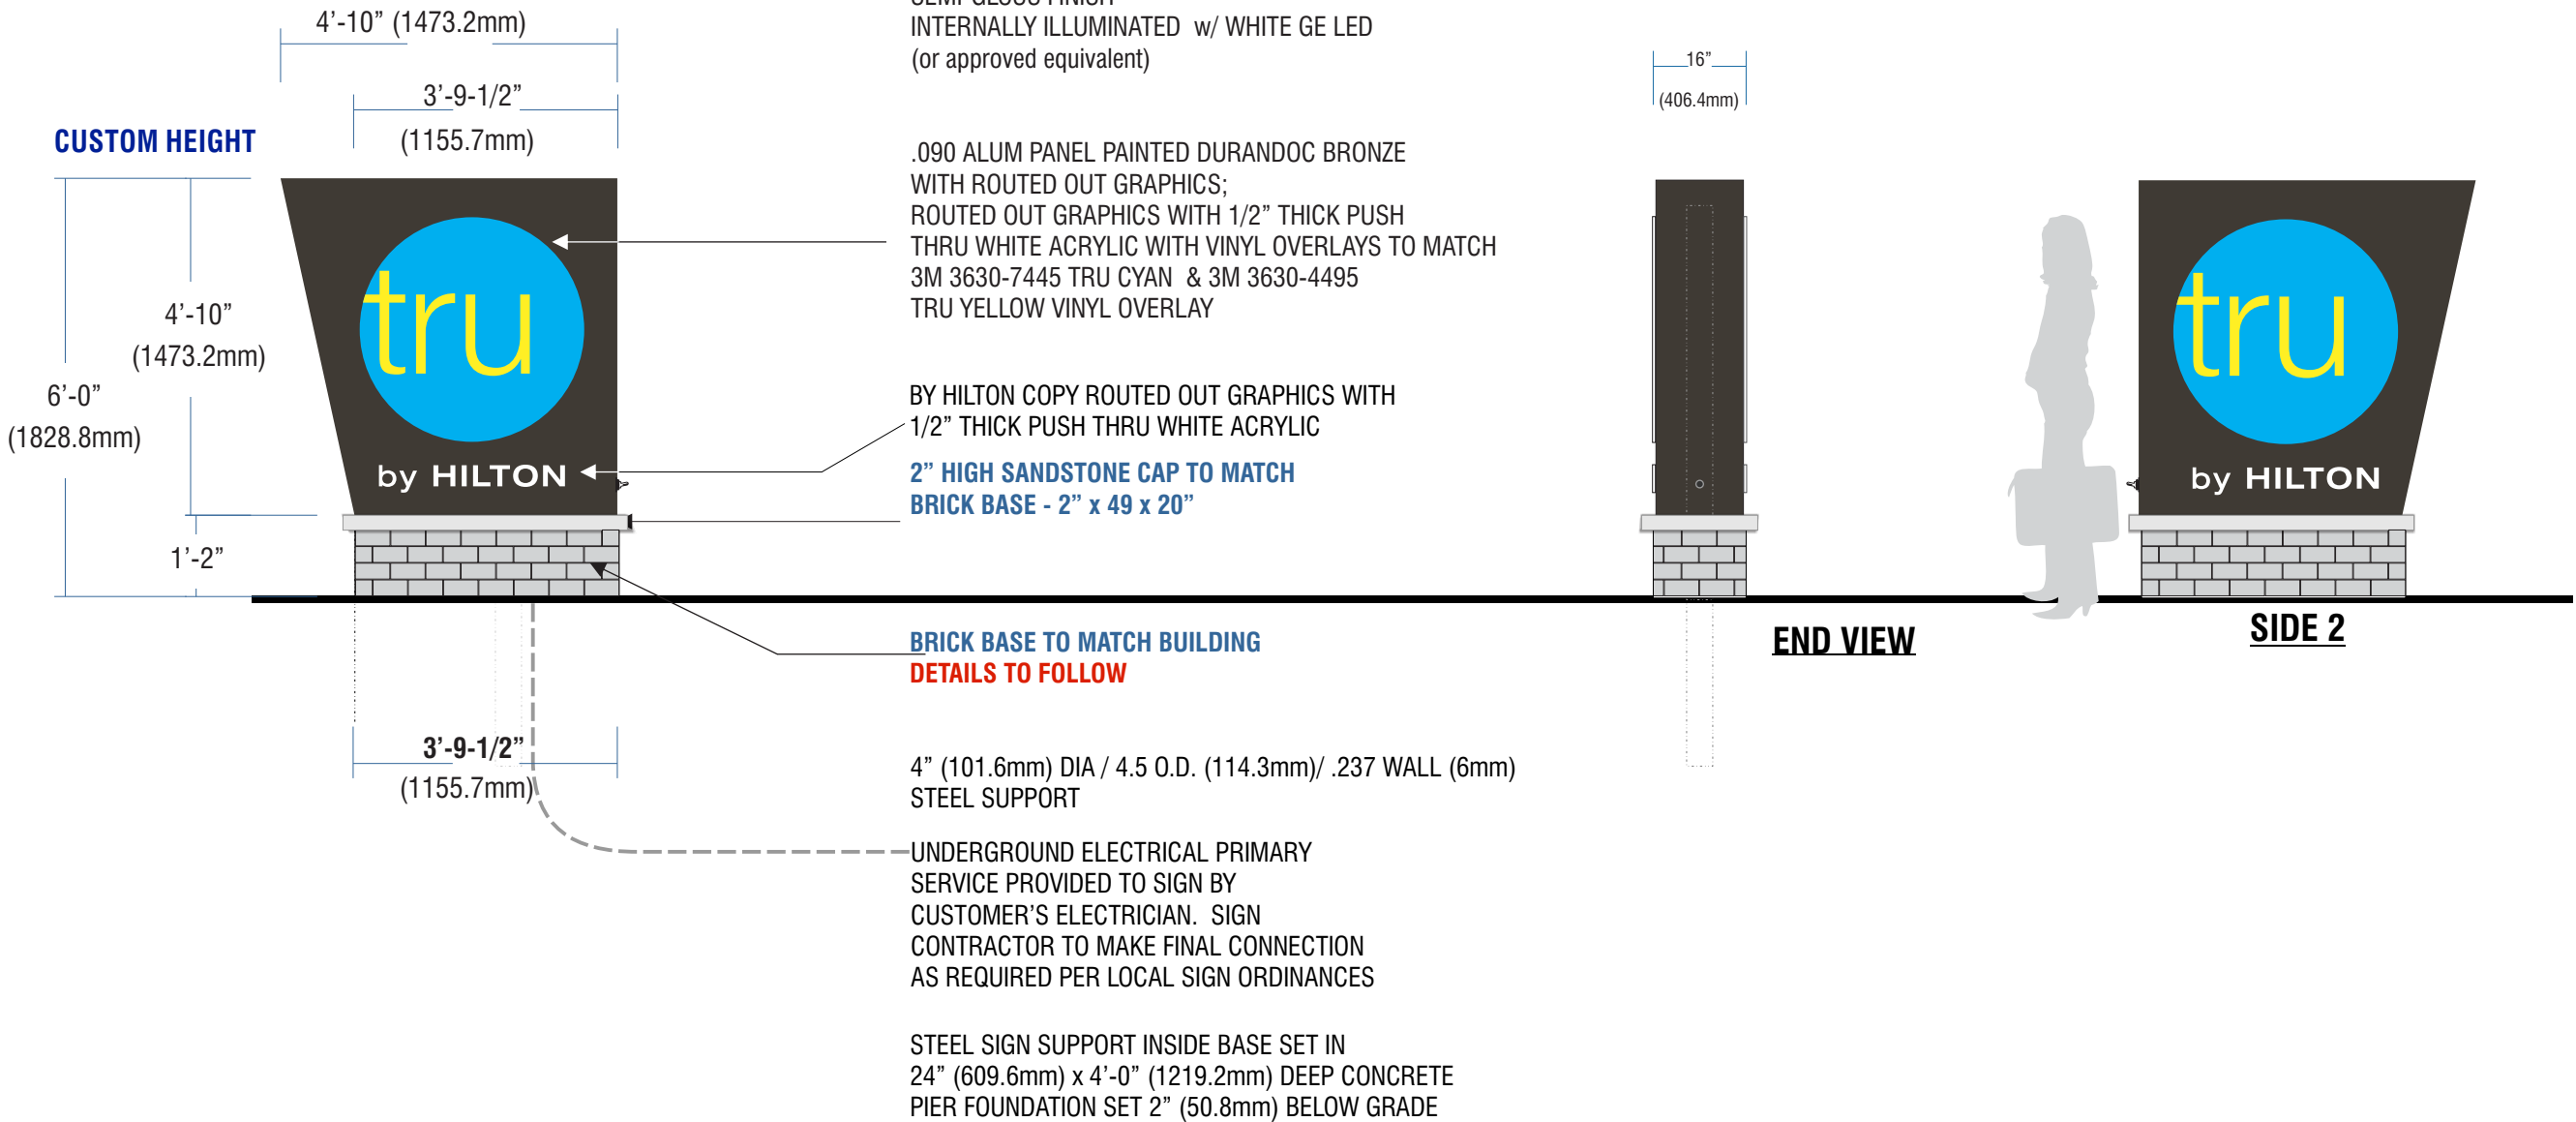 4’-10” (1473.2mm)
3’-9-1/2”
(1155.7mm)
CUSTOM HEIGHT
6’-0”
(1828.8mm)
4’-10”
(1473.2mm)
1’-2”
tru
by HILTON
3’-9-1/2”
(1155.7mm)
SEMI-GLOSS FINISH
INTERNALLY ILLUMINATED w/ WHITE GE LED
(or approved equivalent)
.090 ALUM PANEL PAINTED DURANDOC BRONZE
WITH ROUTED OUT GRAPHICS;
ROUTED OUT GRAPHICS WITH 1/2” THICK PUSH
THRU WHITE ACRYLIC WITH VINYL OVERLAYS TO MATCH
3M 3630-7445 TRU CYAN & 3M 3630-4495
TRU YELLOW VINYL OVERLAY
BY HILTON COPY ROUTED OUT GRAPHICS WITH
1/2” THICK PUSH THRU WHITE ACRYLIC
2” HIGH SANDSTONE CAP TO MATCH
BRICK BASE - 2” x 49 x 20”
BRICK BASE TO MATCH BUILDING
DETAILS TO FOLLOW
4” (101.6mm) DIA / 4.5 O.D. (114.3mm)/ .237 WALL (6mm)
STEEL SUPPORT
UNDERGROUND ELECTRICAL PRIMARY
SERVICE PROVIDED TO SIGN BY
CUSTOMER’S ELECTRICIAN. SIGN
CONTRACTOR TO MAKE FINAL CONNECTION
AS REQUIRED PER LOCAL SIGN ORDINANCES
STEEL SIGN SUPPORT INSIDE BASE SET IN
24” (609.6mm) x 4’-0” (1219.2mm) DEEP CONCRETE
PIER FOUNDATION SET 2” (50.8mm) BELOW GRADE
16”
(406.4mm)
END VIEW
tru
by HILTON
SIDE 2